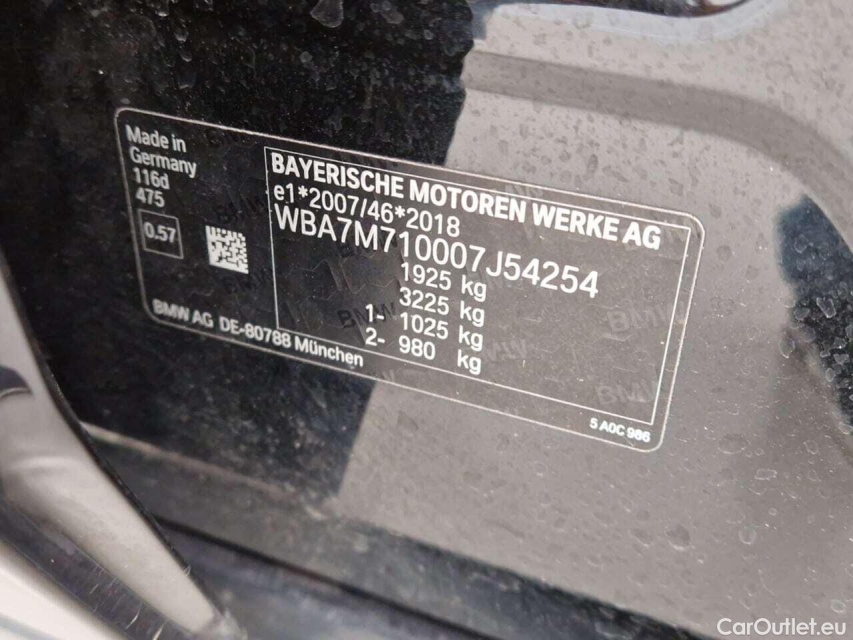 Made in
Germany
116d
475
0.57
BMW AG DE-80788 München
BAYERISCHE MOTOREN WERKE AG
e1*2007/46*2018
WBA7M710007J54254
1925 kg
3225 kg
1- 1025 kg
2- 980 kg
5 A0C 986
CarOutlet.eu